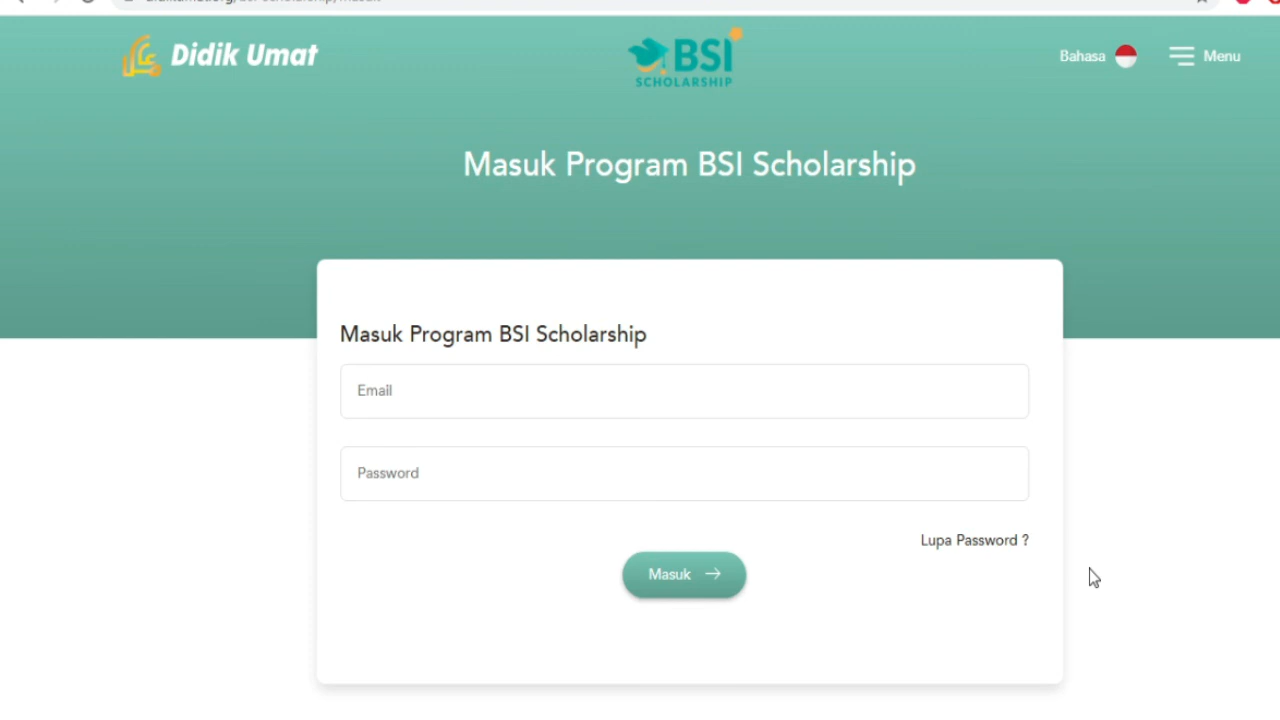 Didik Umat
BSI
SCHOLARSHIP
Bahasa
Menu
Masuk Program BSI Scholarship
Masuk Program BSI Scholarship
Email
Password
Lupa Password ?
Masuk